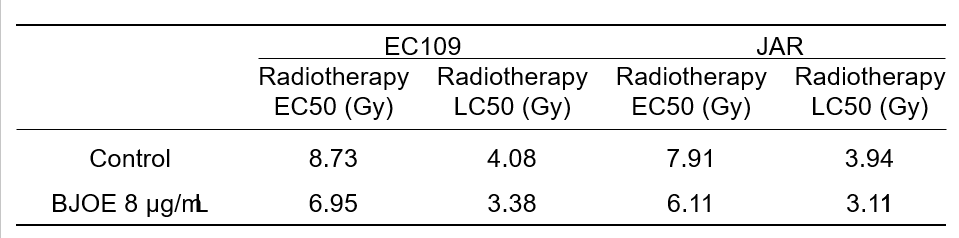 EC109 JAR
Radiotherapy Radiotherapy Radiotherapy Radiotherapy
EC50 (Gy) LC50 (Gy) EC50 (Gy) LC50 (Gy)
Control 8.73 4.08 7.91 3.94
BJOE 8 μg/mL 6.95 3.38 6.11 3.11